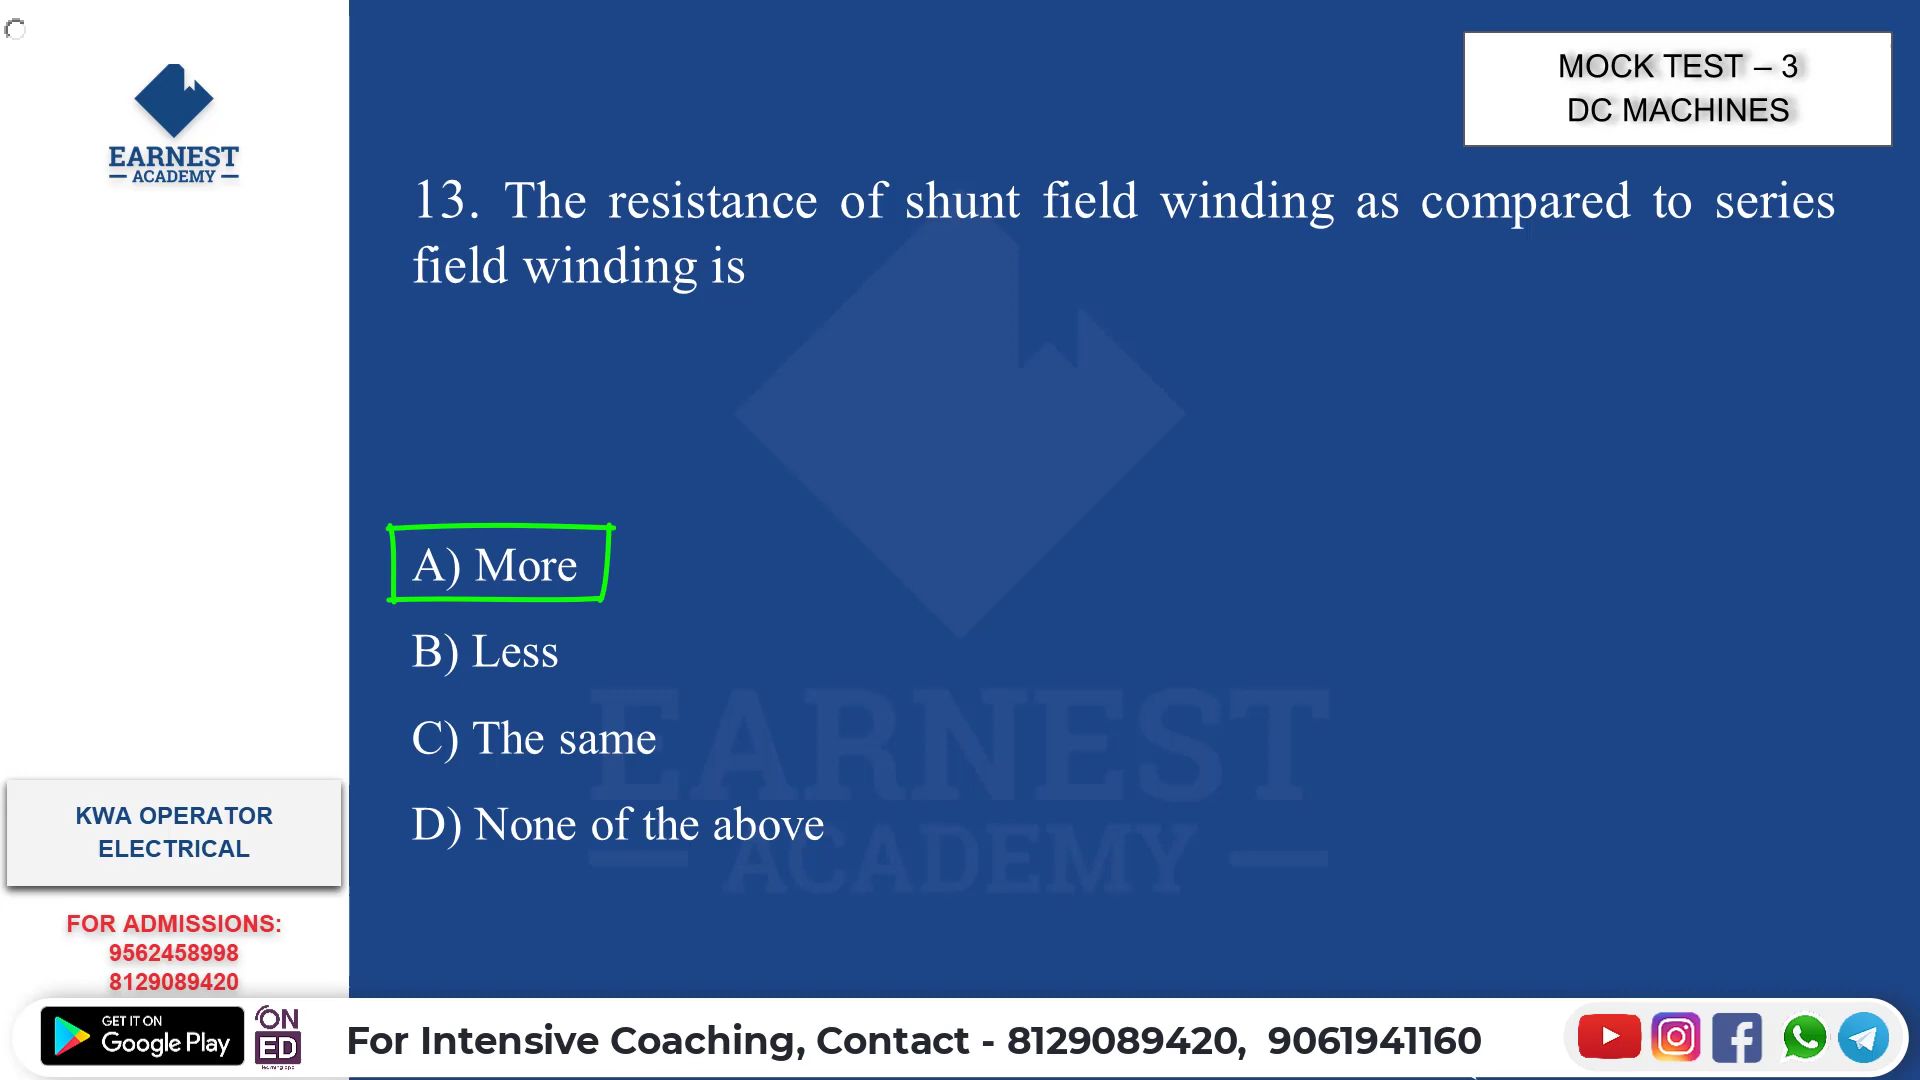 MOCK TEST – 3
DC MACHINES
EARNEST
ACADEMY
13. The resistance of shunt field winding as compared to series
field winding is
A) More
B) Less
C) The same
D) None of the above
EARNEST
ACADEMY
KWA OPERATOR
ELECTRICAL
FOR ADMISSIONS:
9562458998
8129089420
GET IT ON
Google Play
ON
ED
For Intensive Coaching, Contact - 8129089420, 9061941160